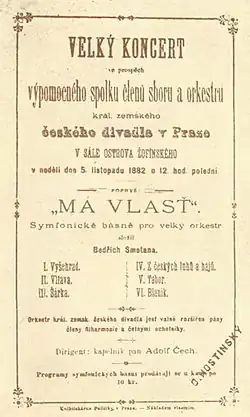 VELKÝ KONCERT
ve prospěch
výpomocného spolku členů sboru a orkestru
král. zemského
českého divadla v Praze
V SÁLE OSTROVA ŽOFÍNSKÉHO
v neděli dne 5. listopadu 1882 o 12. hod. polední
POPRVÉ
„MÁ VLASŤ“.
Symfonické básně pro velký orkestr
složil
Bedřich Smetana.
I. Vyšehrad.
II. Vltava.
III. Šárka.
IV. Z českých luhů a hájů.
V. Tábor.
VI. Blaník.
Orkestr král. zemsk. českého divadla jest valně rozšířen pány
členy filharmonie a četnými ochotníky.
Dirigent: kapelník pan Adolf Čech.
Programy symfonických básní prodávají se u kasy po
10 kr.
O. HOSTINSKÝ
Knihtiskárna Politiky, v Praze. — Nákladem vlastním.